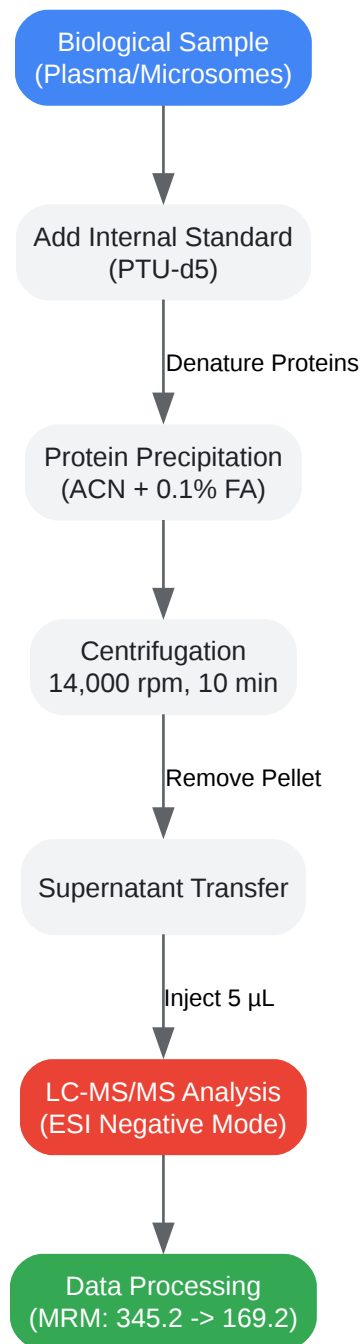 Biological Sample
(Plasma/Microsomes)
Add Internal Standard
(PTU-d5)
Denature Proteins
Protein Precipitation
(ACN + 0.1% FA)
Centrifugation
14,000 rpm, 10 min
Remove Pellet
Supernatant Transfer
Inject 5 µL
LC-MS/MS Analysis
(ESI Negative Mode)
Data Processing
(MRM: 345.2 -> 169.2)